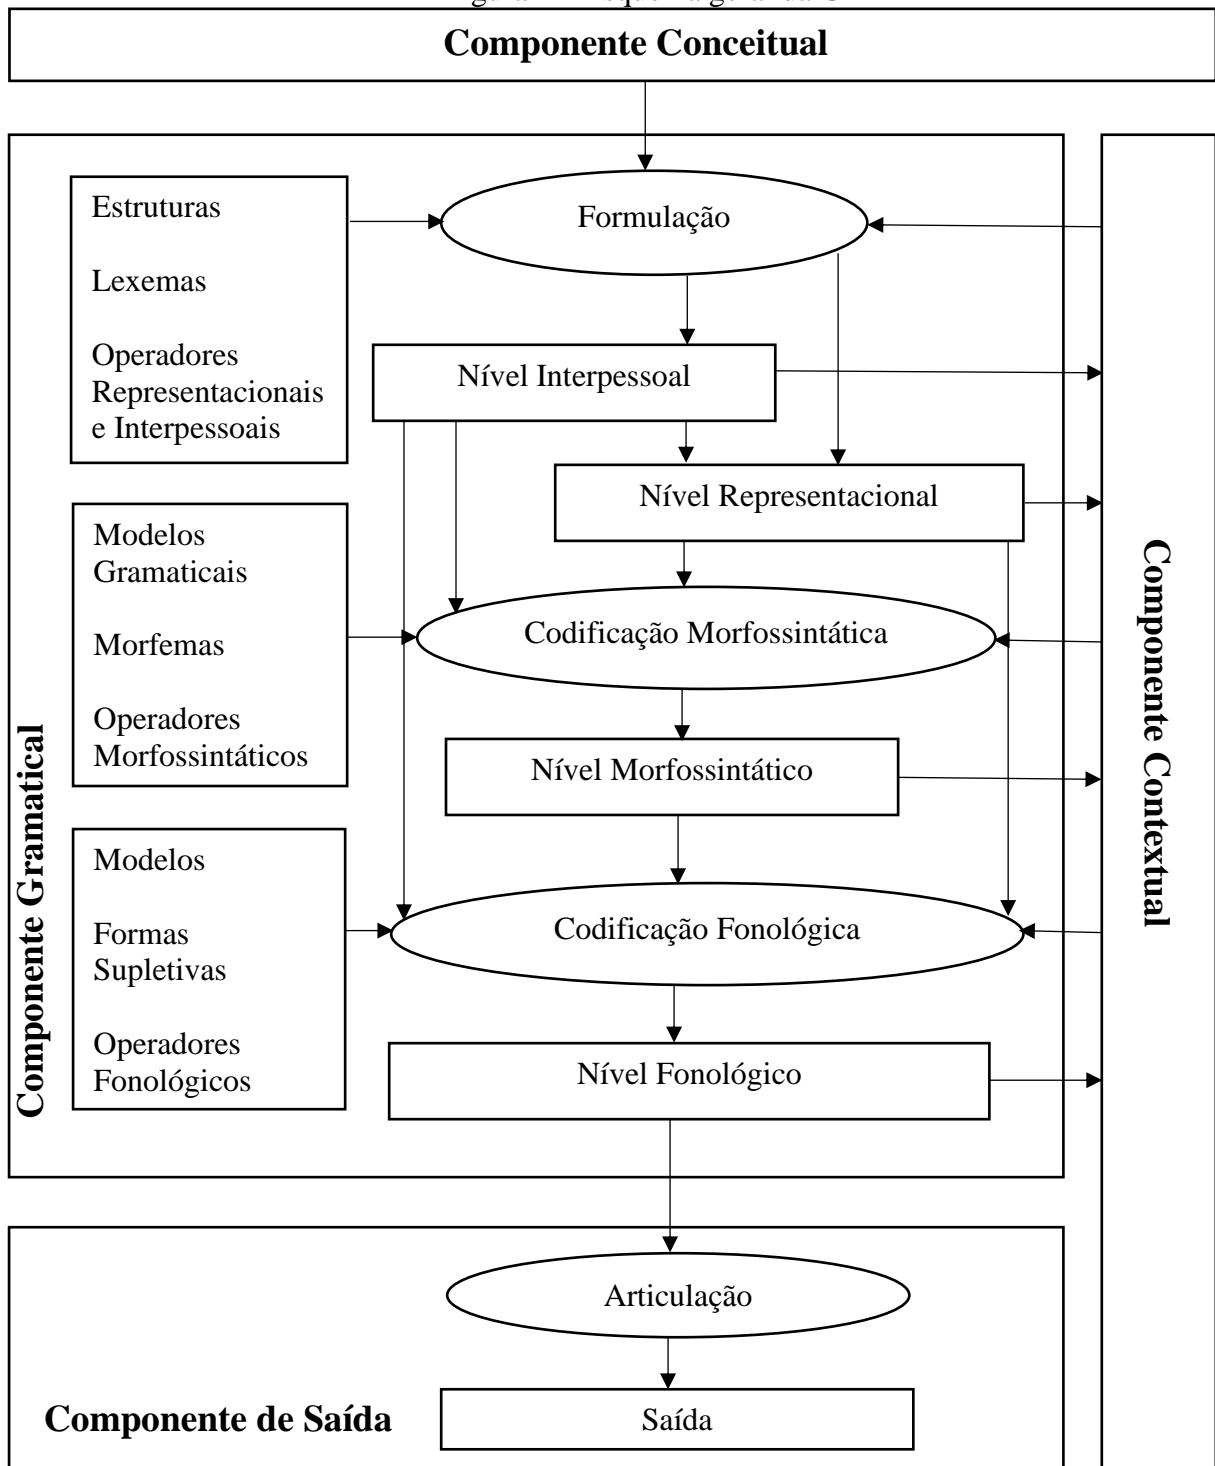 Componente Conceitual
Formulação
Estruturas
Lexemas
Operadores
Representacionais
e Interpessoais
Nível Interpessoal
Nível Representacional
Modelos
Gramaticais
Morfemas
Operadores
Morfossintáticos
Codificação Morfossintática
Nível Morfossintático
Modelos
Formas
Supletivas
Operadores
Fonológicos
Codificação Fonológica
Nível Fonológico
Componente Gramatical
Componente Contextual
Articulação
Componente de Saída
Saída